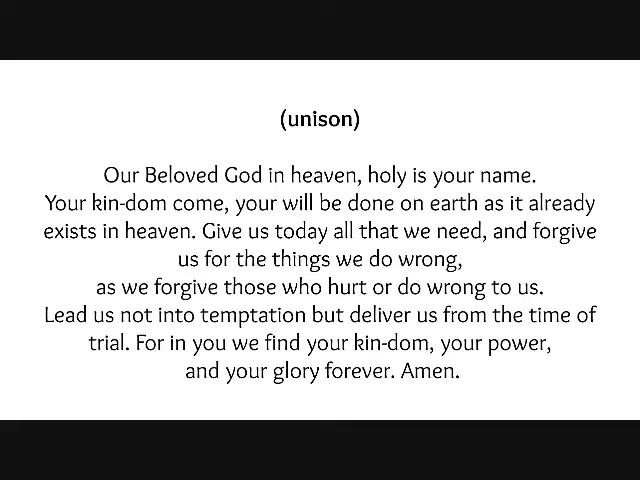 (unison)
Our Beloved God in heaven, holy is your name.
Your kin-dom come, your will be done on earth as it already
exists in heaven. Give us today all that we need, and forgive
us for the things we do wrong,
as we forgive those who hurt or do wrong to us.
Lead us not into temptation but deliver us from the time of
trial. For in you we find your kin-dom, your power,
and your glory forever. Amen.